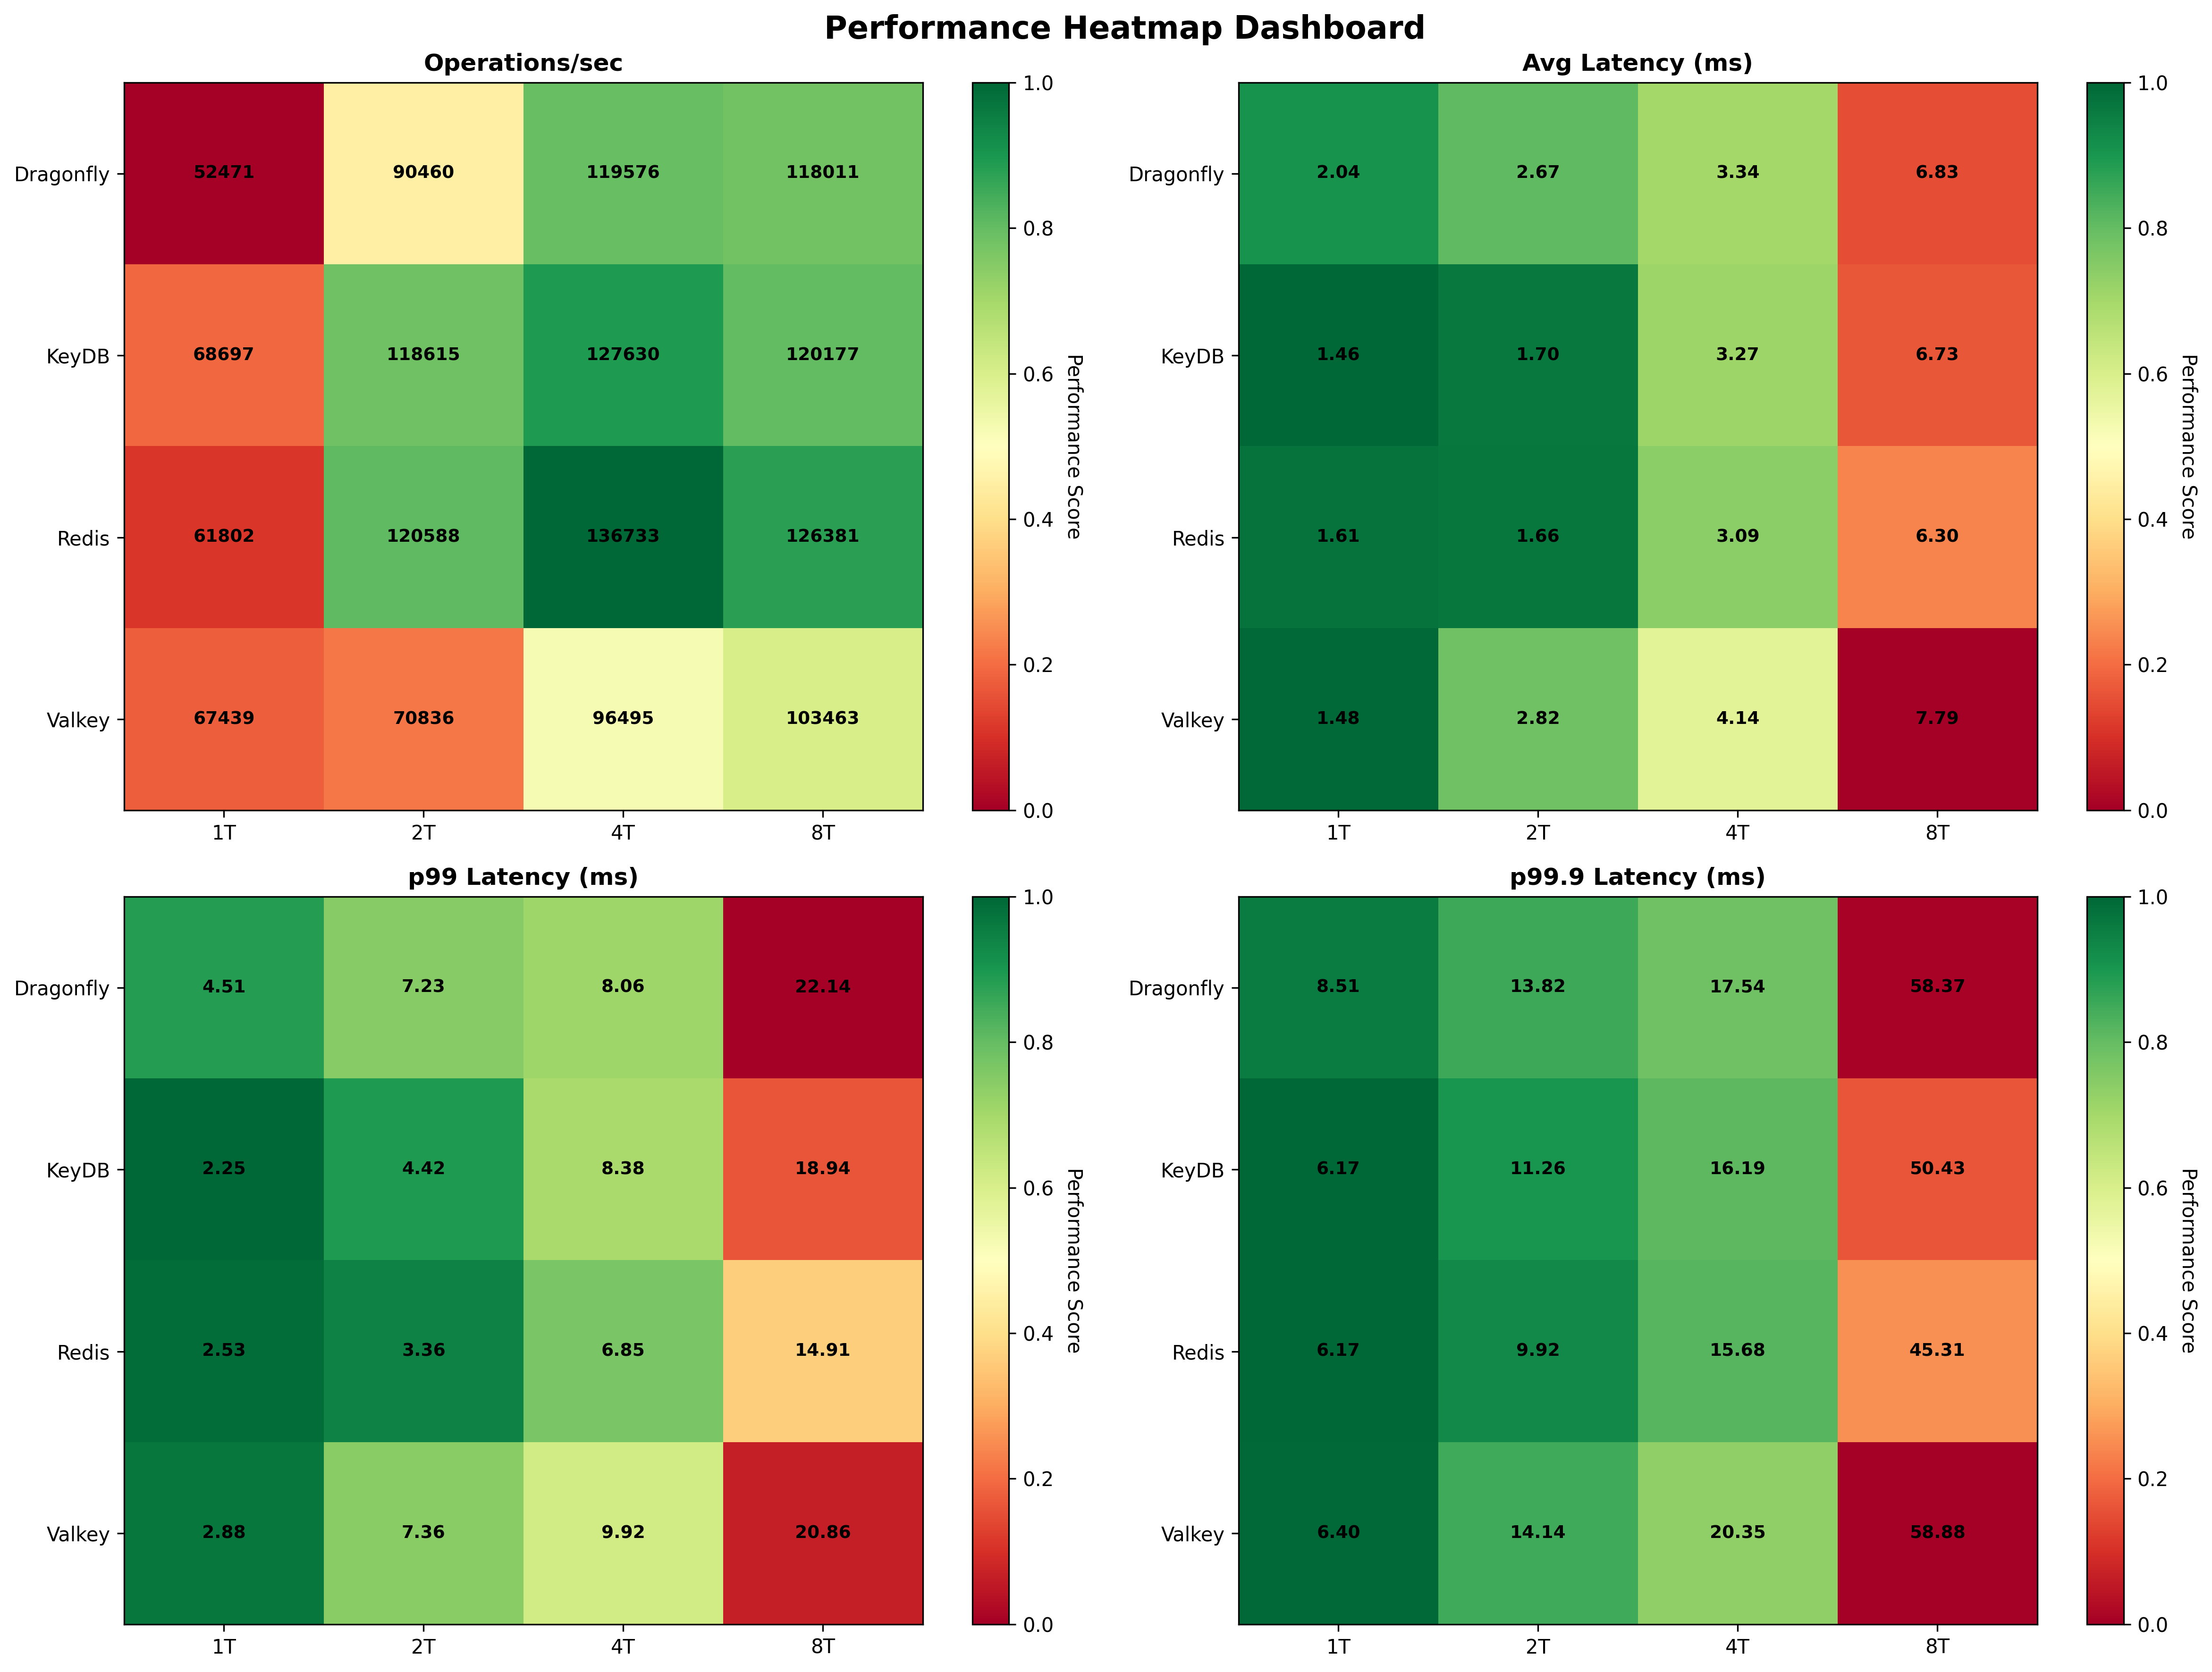 Performance Heatmap Dashboard
Operations/sec
Dragonfly 52471 90460 119576 118011
KeyDB 68697 118615 127630 120177
Redis 61802 120588 136733 126381
Valkey 67439 70836 96495 103463
1T 2T 4T 8T
1.0
0.8
0.6
0.4
0.2
0.0
Performance Score
Avg Latency (ms)
Dragonfly 2.04 2.67 3.34 6.83
KeyDB 1.46 1.70 3.27 6.73
Redis 1.61 1.66 3.09 6.30
Valkey 1.48 2.82 4.14 7.79
1T 2T 4T 8T
1.0
0.8
0.6
0.4
0.2
0.0
Performance Score
p99 Latency (ms)
Dragonfly 4.51 7.23 8.06 22.14
KeyDB 2.25 4.42 8.38 18.94
Redis 2.53 3.36 6.85 14.91
Valkey 2.88 7.36 9.92 20.86
1T 2T 4T 8T
1.0
0.8
0.6
0.4
0.2
0.0
Performance Score
p99.9 Latency (ms)
Dragonfly 8.51 13.82 17.54 58.37
KeyDB 6.17 11.26 16.19 50.43
Redis 6.17 9.92 15.68 45.31
Valkey 6.40 14.14 20.35 58.88
1T 2T 4T 8T
1.0
0.8
0.6
0.4
0.2
0.0
Performance Score